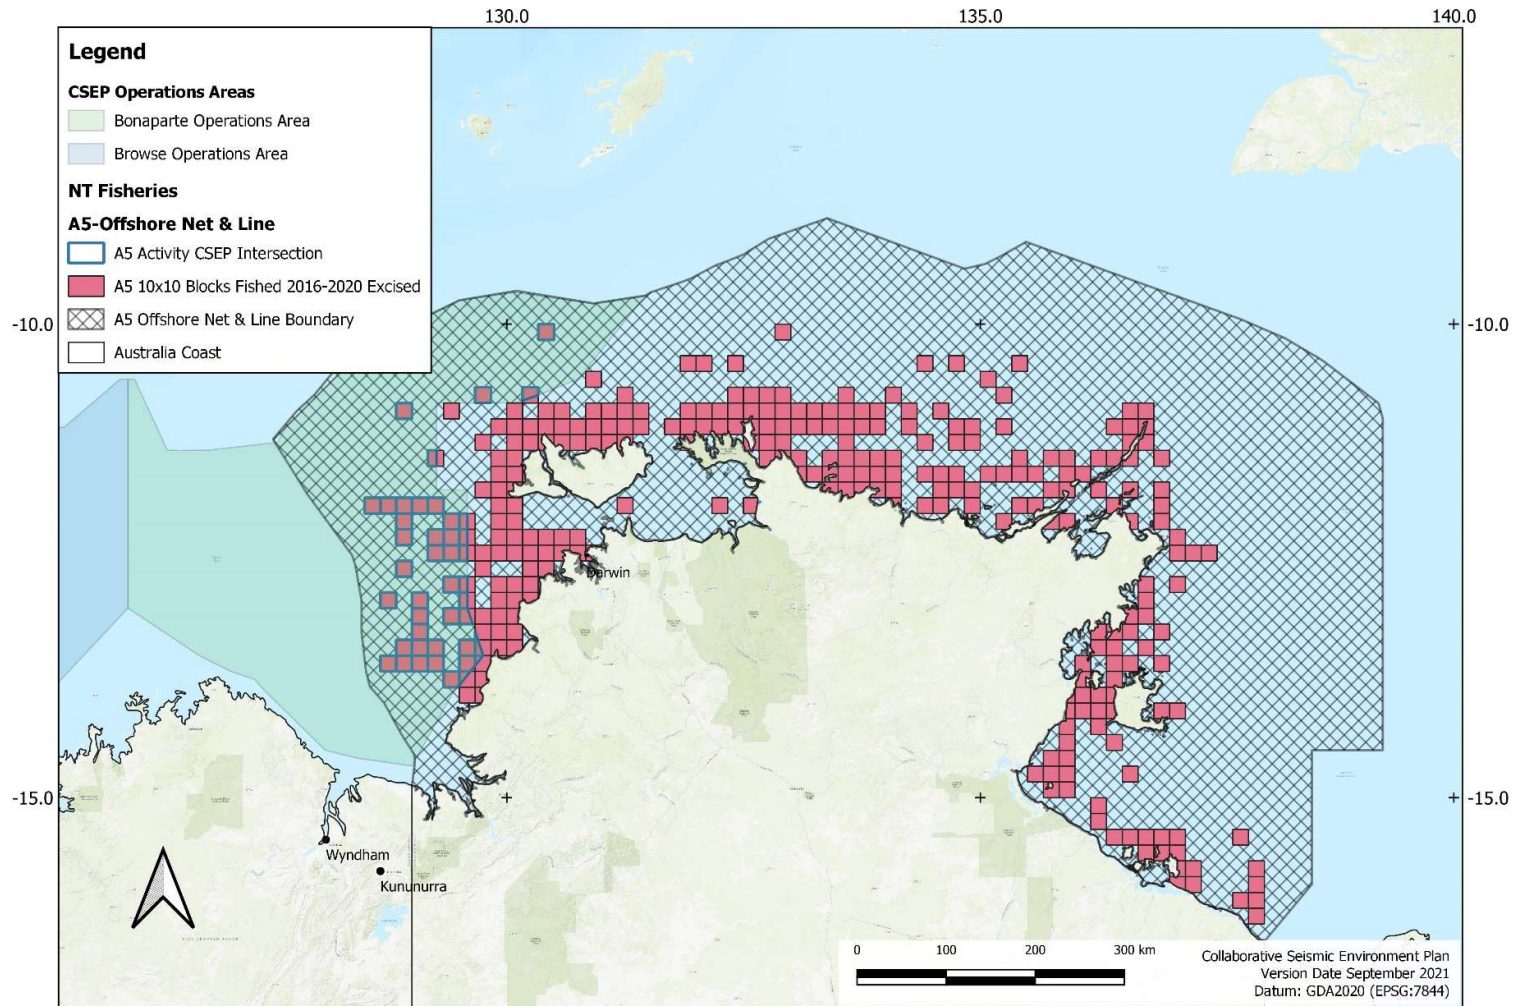 130.0
135.0
140.0
Legend
CSEP Operations Areas
Bonaparte Operations Area
Browse Operations Area
NT Fisheries
A5-Offshore Net & Line
A5 Activity CSEP Intersection
A5 10x10 Blocks Fished 2016-2020 Excised
A5 Offshore Net & Line Boundary
Australia Coast
-10.0
-10.0
Darwin
-15.0
-15.0
Wyndham
Kununurra
0 100 200 300 km
Collaborative Seismic Environment Plan
Version Date September 2021
Datum: GDA2020 (EPSG:7844)